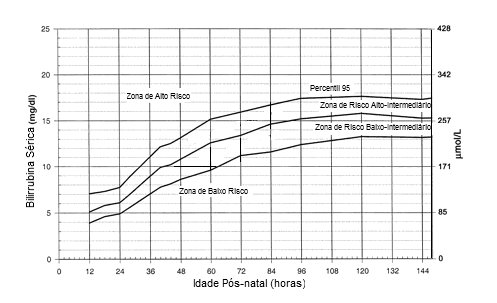 25
20
15
10
5
0
Bilirrubina Sérica (mg/dl)
428
342
257
171
85
0
µmol/L
Percentil 95
Zona de Alto Risco
Zona de Risco Alto-Intermediário
Zona de Risco Baixo-Intermediário
Zona de Baixo Risco
0 12 24 36 48 60 72 84 96 108 120 132 144
Idade Pós-natal (horas)